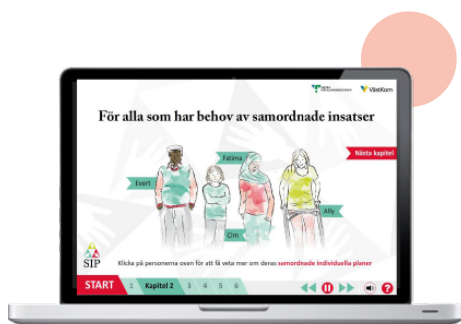 VästKom
För alla som har behov av samordnade insatser
Nästa kapitel
Fatima
Evert
Ally
Cim
SIP
Klicka på personerna ovan för att få veta mer om deras samordnade individuella planer
START 1 Kapitel 2 3 4 5 6
?